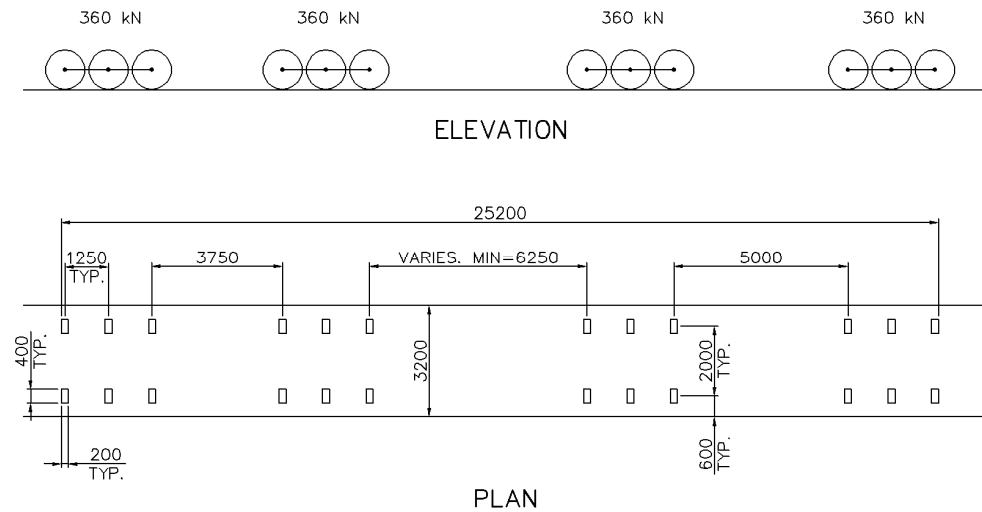 360 kN 360 kN 360 kN 360 kN
ELEVATION
25200
1250
TYP.
3750
VARIES. MIN=6250
5000
400
TYP.
3200
2000
TYP.
600
TYP.
200
TYP.
PLAN